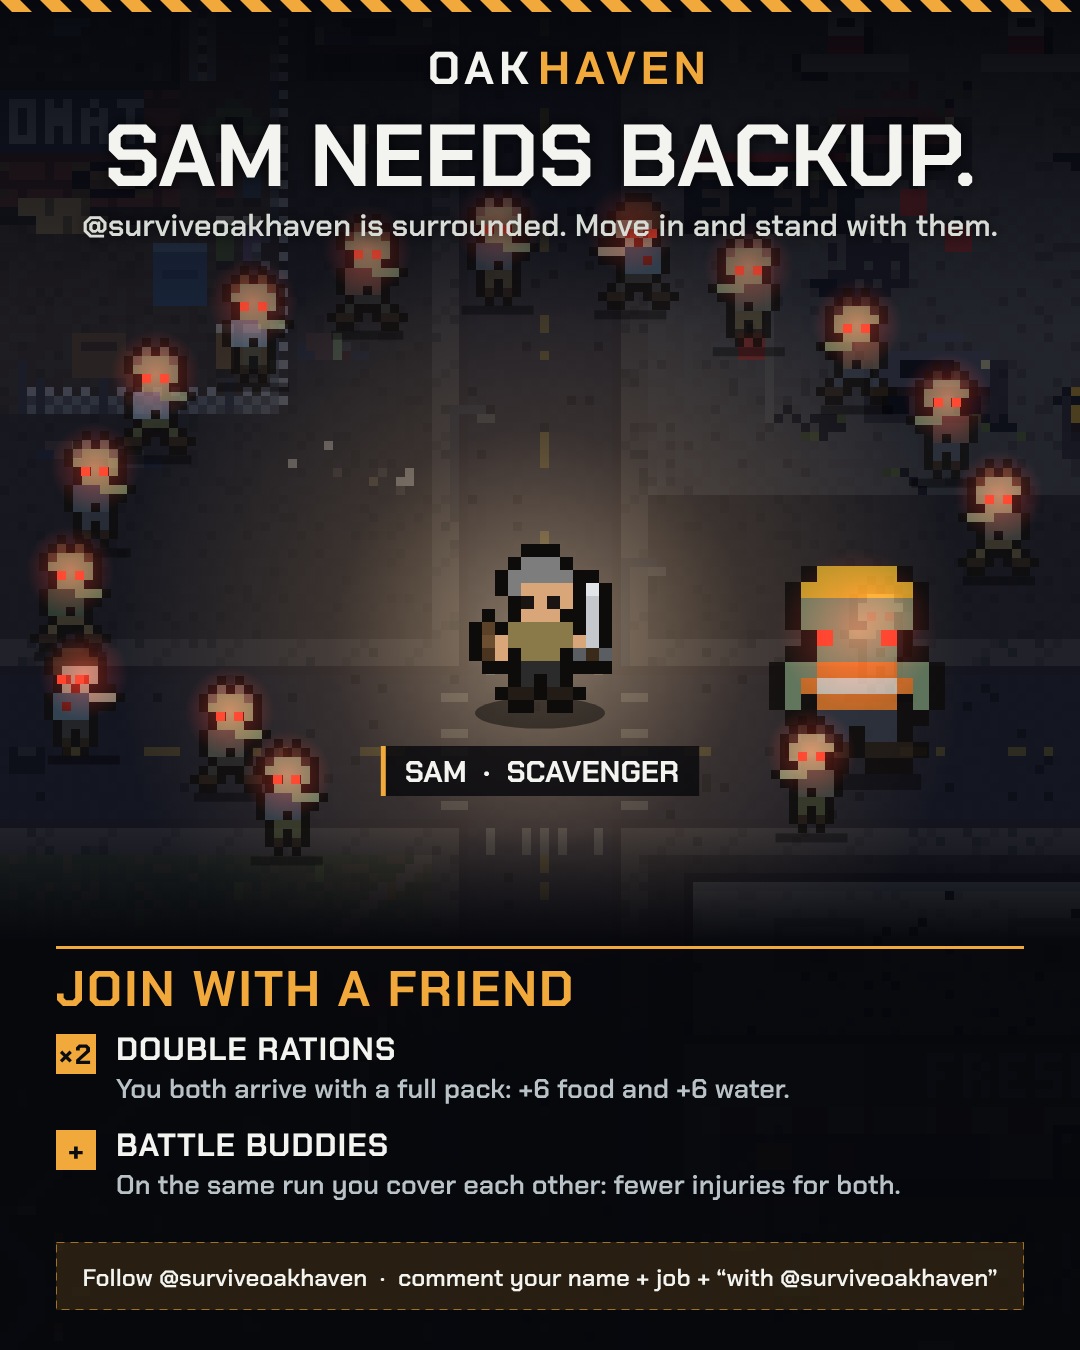 OAKHAVEN
SAM NEEDS BACKUP.
@surviveoakhaven is surrounded. Move in and stand with them.
SAM · SCAVENGER
JOIN WITH A FRIEND
×2 DOUBLE RATIONS
You both arrive with a full pack: +6 food and +6 water.
+ BATTLE BUDDIES
On the same run you cover each other: fewer injuries for both.
Follow @surviveoakhaven · comment your name + job + “with @surviveoakhaven”